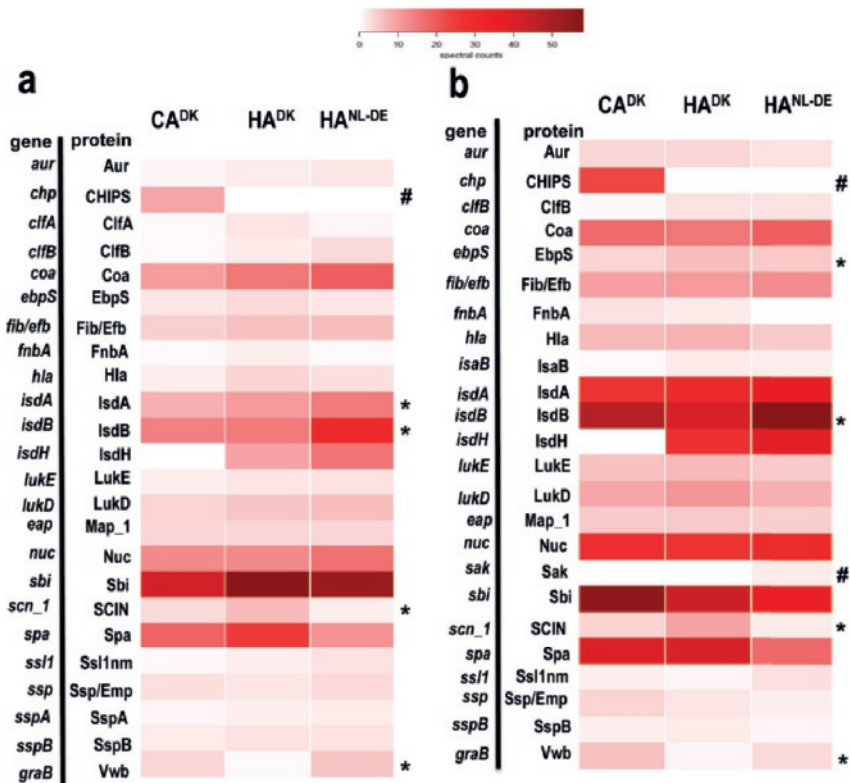 0 10 20 30 40 50
spectral counts
a
CA^DK HA^DK HA^NL-DE
gene protein
aur Aur
chp CHIPS #
clfA ClfA
clfB ClfB
coa Coa
ebpS EbpS
fib/efb Fib/Efb
fnbA FnbA
hla Hla
isdA IsdA *
isdB IsdB *
isdH IsdH
lukE LukE
lukD LukD
eap Map_1
nuc Nuc
sbi Sbi
scn_1 SCIN *
spa Spa
ssl1 Ssl1nm
ssp Ssp/Emp
sspA SspA
sspB SspB
graB Vwb *
b
CA^DK HA^DK HA^NL-DE
gene protein
aur Aur
chp CHIPS #
clfB ClfB
coa Coa
ebpS EbpS *
fib/efb Fib/Efb
fnbA FnbA
hla Hla
isaB IsaB
isdA IsdA
isdB IsdB *
isdH IsdH
lukE LukE
lukD LukD
eap Map_1
nuc Nuc
sak Sak #
sbi Sbi
scn_1 SCIN *
spa Spa
ssl1 Ssl1nm
ssp Ssp/Emp
sspB SspB
graB Vwb *